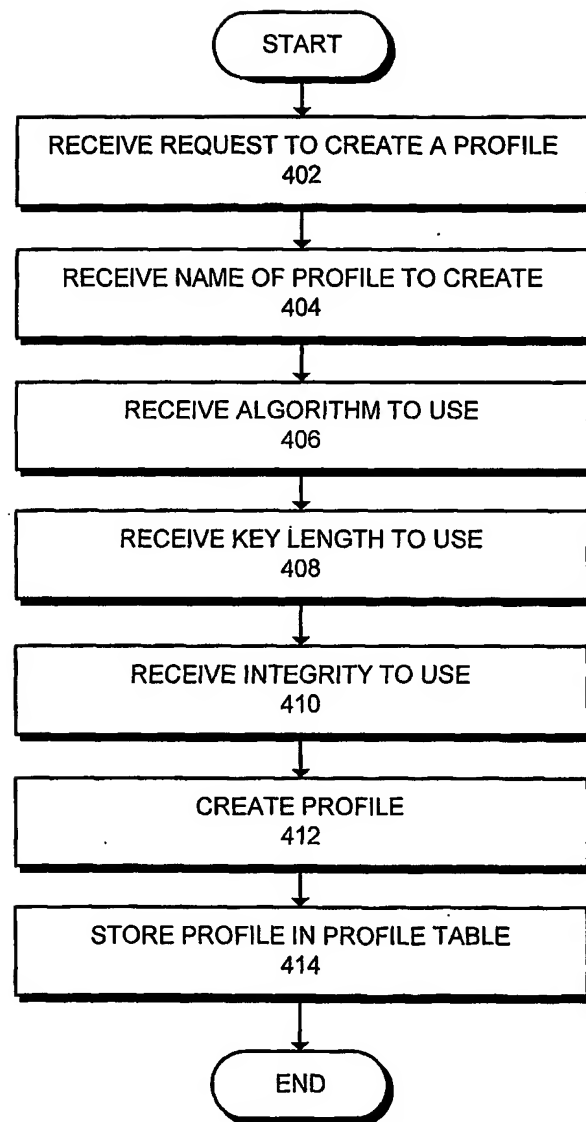 START
RECEIVE REQUEST TO CREATE A PROFILE
402
RECEIVE NAME OF PROFILE TO CREATE
404
RECEIVE ALGORITHM TO USE
406
RECEIVE KEY LENGTH TO USE
408
RECEIVE INTEGRITY TO USE
410
CREATE PROFILE
412
STORE PROFILE IN PROFILE TABLE
414
END